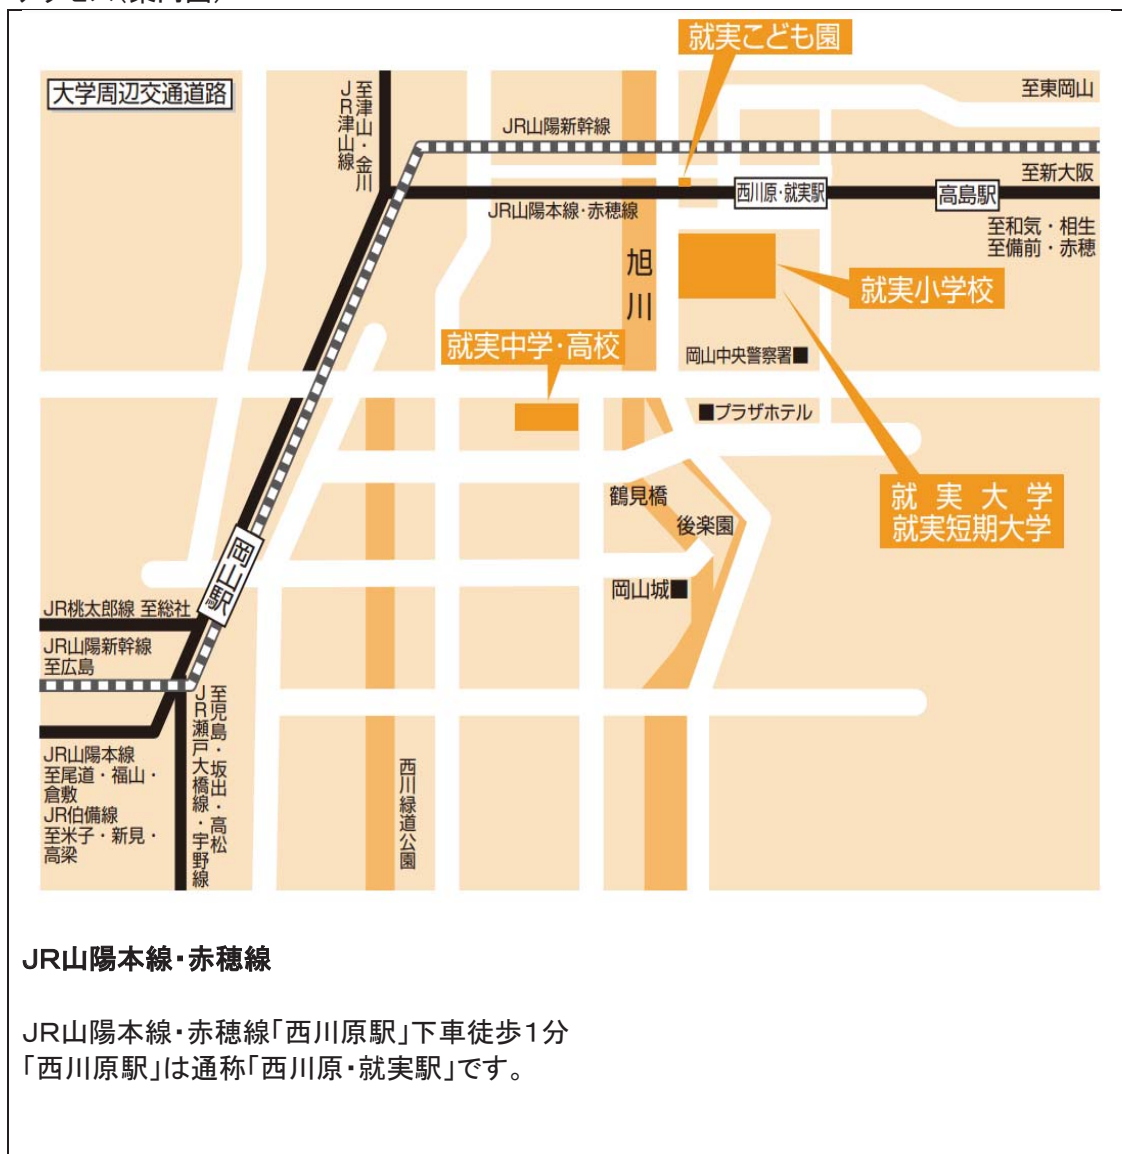 アクセス(案内図)
就実こども園
大学周辺交通道路
至津山・金川
JR津山線
JR山陽新幹線
至東岡山
至新大阪
JR山陽本線・赤穂線
西川原・就実駅
高島駅
至和気・相生
至備前・赤穂
旭川
就実小学校
就実中学・高校
岡山中央警察署■
■プラザホテル
就実大学
就実短期大学
鶴見橋
後楽園
岡山城■
岡山駅
JR桃太郎線 至総社
JR山陽新幹線
至広島
至児島・坂出・高松
JR瀬戸大橋線・宇野線
JR山陽本線
至尾道・福山・
倉敷
JR伯備線
至米子・新見・
高梁
西川緑道公園
JR山陽本線・赤穂線
JR山陽本線・赤穂線「西川原駅」下車徒歩1分
「西川原駅」は通称「西川原・就実駅」です。